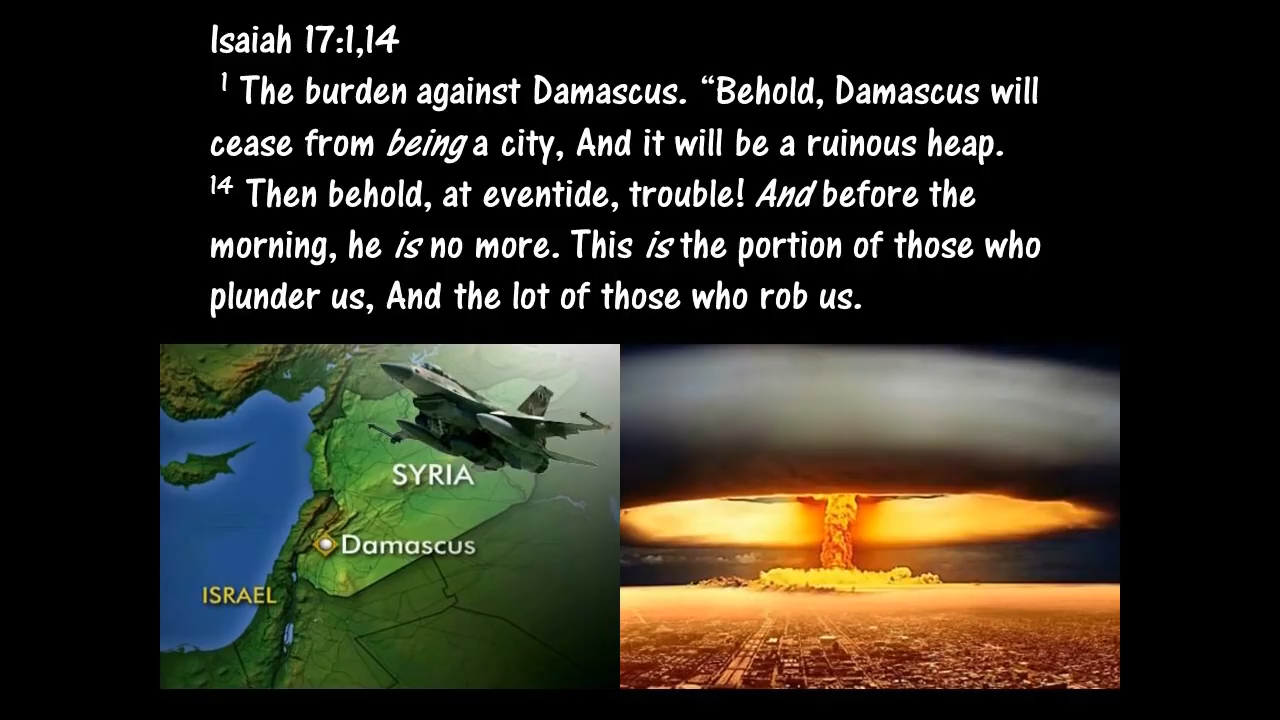 Isaiah 17:1,14
1 The burden against Damascus. “Behold, Damascus will
cease from being a city, And it will be a ruinous heap.
14 Then behold, at eventide, trouble! And before the
morning, he is no more. This is the portion of those who
plunder us, And the lot of those who rob us.
SYRIA
Damascus
ISRAEL